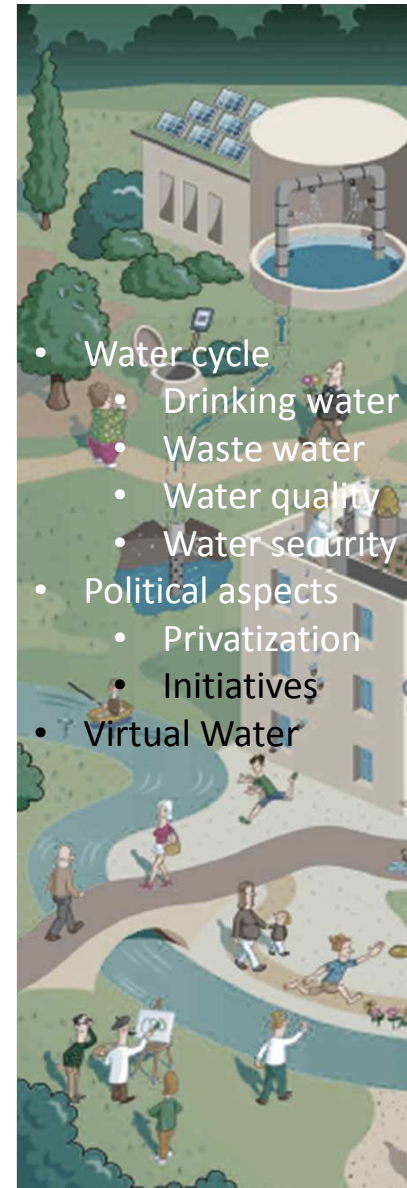 • Water cycle
• Drinking water
• Waste water
• Water quality
• Water security
• Political aspects
• Privatization
• Initiatives
• Virtual Water